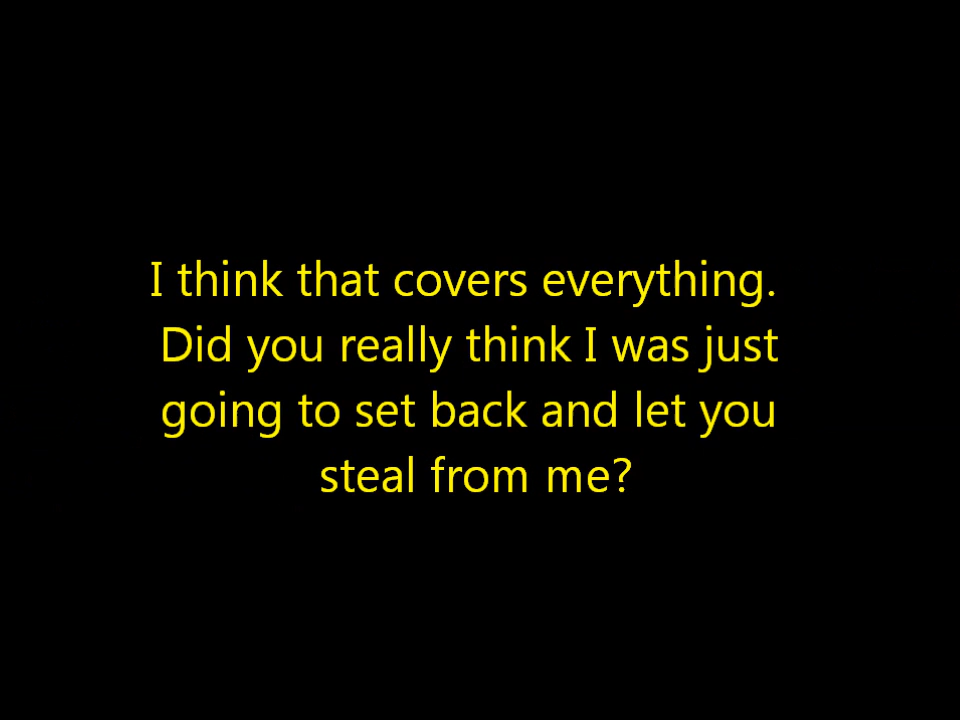 I think that covers everything.
Did you really think I was just
going to set back and let you
steal from me?